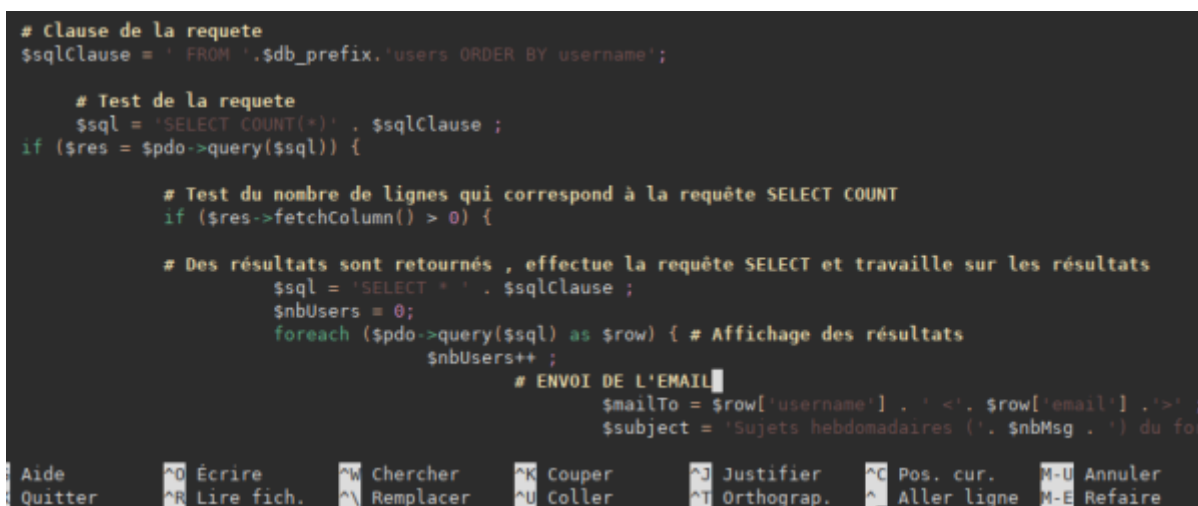 # Clause de la requete
$sqlClause = ' FROM '.$db_prefix.'users ORDER BY username';
# Test de la requete
$sql = 'SELECT COUNT(*)' . $sqlClause ;
if ($res = $pdo->query($sql)) {
# Test du nombre de lignes qui correspond à la requête SELECT COUNT
if ($res->fetchColumn() > 0) {
# Des résultats sont retournés , effectue la requête SELECT et travaille sur les résultats
$sql = 'SELECT * ' . $sqlClause ;
$nbUsers = 0;
foreach ($pdo->query($sql) as $row) { # Affichage des résultats
$nbUsers++ ;
# ENVOI DE L'EMAIL
$mailTo = $row['username'] . ' <'. $row['email'] .'>'
$subject = 'Sujets hebdomadaires ('. $nbMsg . ') du for
Aide ^O Écrire ^W Chercher ^K Couper ^J Justifier ^C Pos. cur. M-U Annuler
Quitter ^R Lire fich. ^\ Remplacer ^U Coller ^T Orthograp. ^_ Aller ligne M-E Refaire